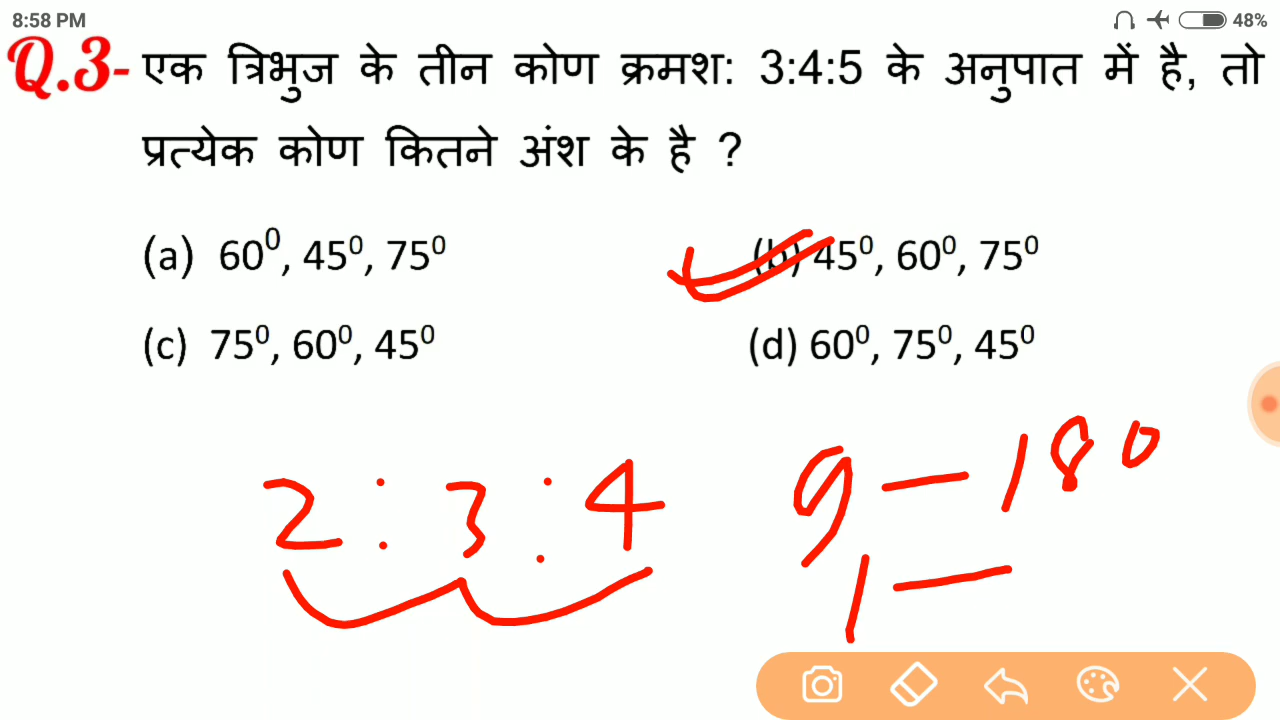 8:58 PM 48%
Q.3- एक त्रिभुज के तीन कोण क्रमश: 3:4:5 के अनुपात में है, तो
प्रत्येक कोण कितने अंश के है ?
(a) 60⁰, 45⁰, 75⁰ (b) 45⁰, 60⁰, 75⁰
(c) 75⁰, 60⁰, 45⁰ (d) 60⁰, 75⁰, 45⁰
2 : 3 : 4 9 — 180
1 —